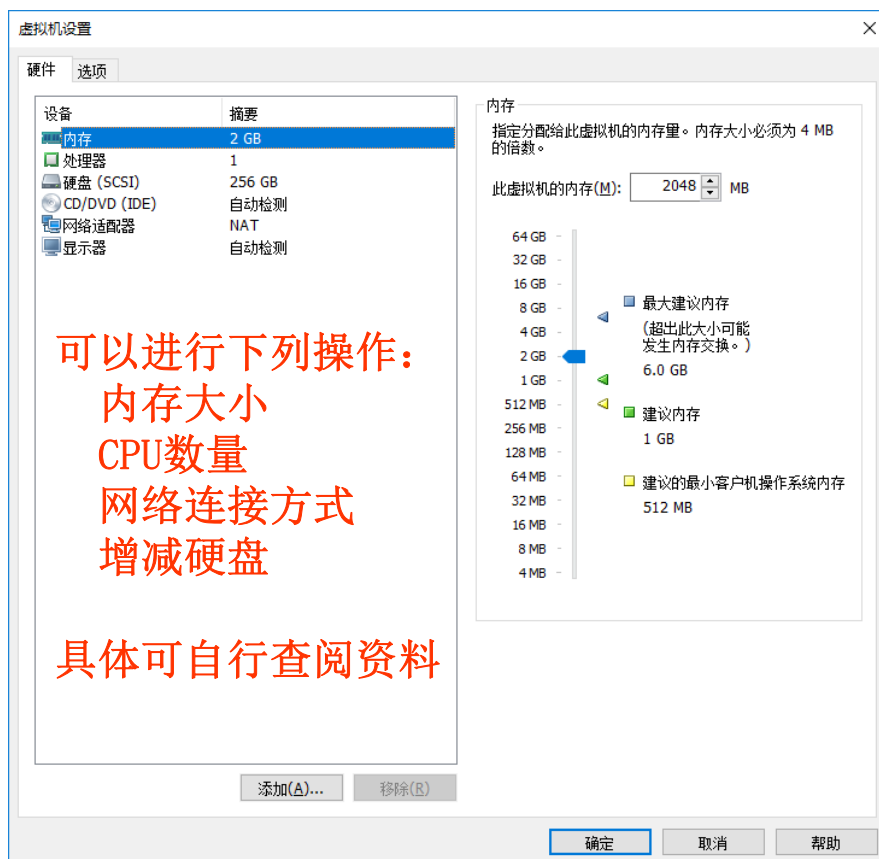 虚拟机设置
硬件 选项
设备 摘要
内存 2 GB
处理器 1
硬盘 (SCSI) 256 GB
CD/DVD (IDE) 自动检测
网络适配器 NAT
显示器 自动检测
可以进行下列操作：
内存大小
CPU数量
网络连接方式
增减硬盘
具体可自行查阅资料
添加(A)... 移除(R)
内存
指定分配给此虚拟机的内存量。内存大小必须为 4 MB
的倍数。
此虚拟机的内存(M): 2048 MB
64 GB
32 GB
16 GB
8 GB
4 GB
2 GB
1 GB
512 MB
256 MB
128 MB
64 MB
32 MB
16 MB
8 MB
4 MB
最大建议内存
(超出此大小可能
发生内存交换。)
6.0 GB
建议内存
1 GB
建议的最小客户机操作系统内存
512 MB
确定 取消 帮助